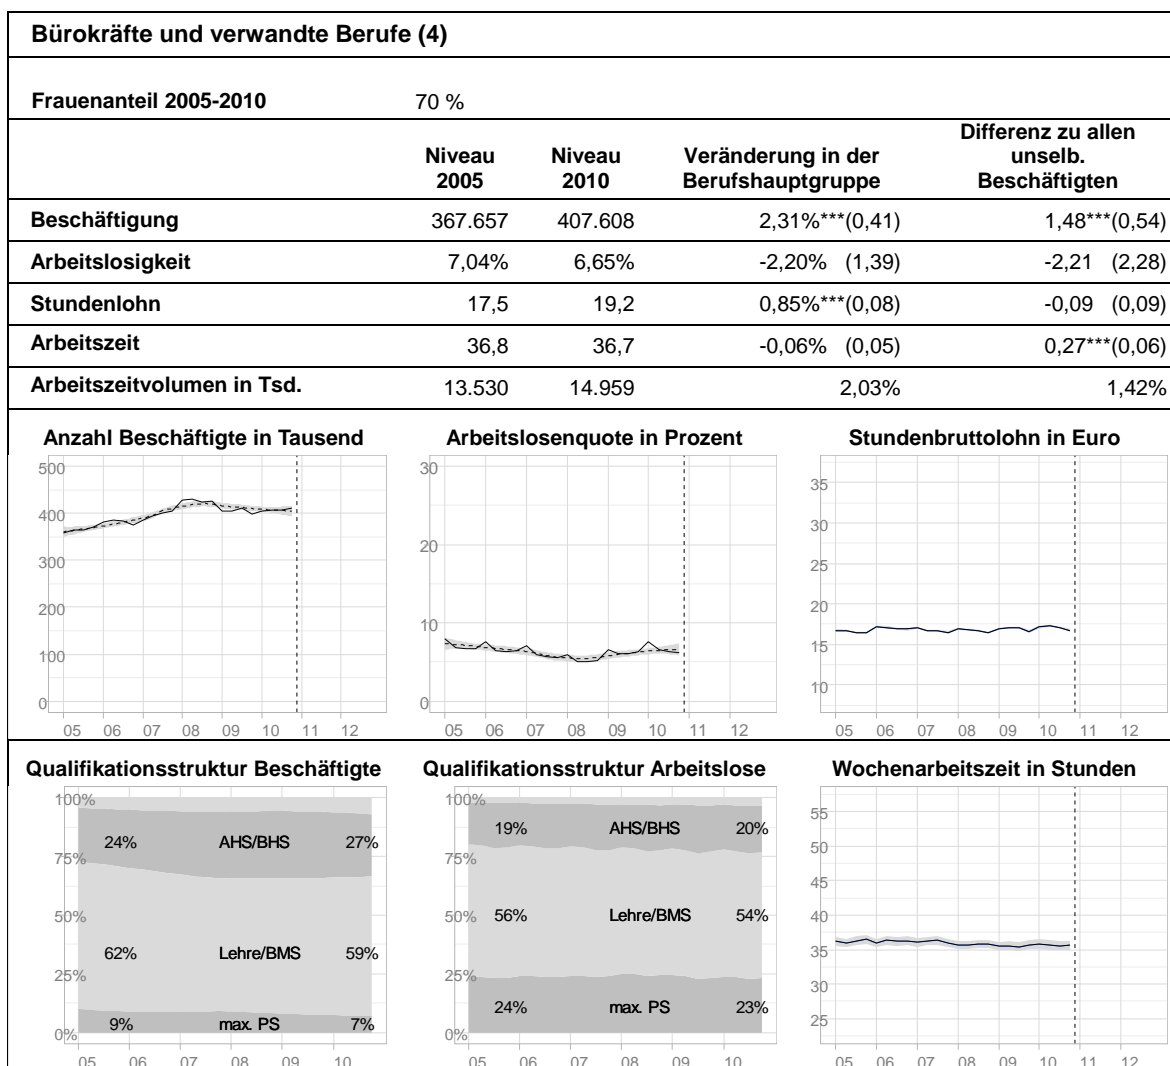 Bürokräfte und verwandte Berufe (4)
Frauenanteil 2005-2010 70 %
Niveau 2005 Niveau 2010 Veränderung in der Berufshauptgruppe Differenz zu allen unselb. Beschäftigten
Beschäftigung 367.657 407.608 2,31%***(0,41) 1,48***(0,54)
Arbeitslosigkeit 7,04% 6,65% -2,20% (1,39) -2,21 (2,28)
Stundenlohn 17,5 19,2 0,85%***(0,08) -0,09 (0,09)
Arbeitszeit 36,8 36,7 -0,06% (0,05) 0,27***(0,06)
Arbeitszeitvolumen in Tsd. 13.530 14.959 2,03% 1,42%
Anzahl Beschäftigte in Tausend
500
400
300
200
100
0
05 06 07 08 09 10 11 12
Arbeitslosenquote in Prozent
30
20
10
0
05 06 07 08 09 10 11 12
Stundenbruttolohn in Euro
35
30
25
20
15
10
05 06 07 08 09 10 11 12
Qualifikationsstruktur Beschäftigte
100%
24% AHS/BHS 27%
75%
50%
62% Lehre/BMS 59%
25%
9% max. PS 7%
0%
05 06 07 08 09 10
Qualifikationsstruktur Arbeitslose
100%
19% AHS/BHS 20%
75%
50% 56% Lehre/BMS 54%
25%
24% max. PS 23%
0%
05 06 07 08 09 10
Wochenarbeitszeit in Stunden
55
50
45
40
35
30
25
05 06 07 08 09 10 11 12